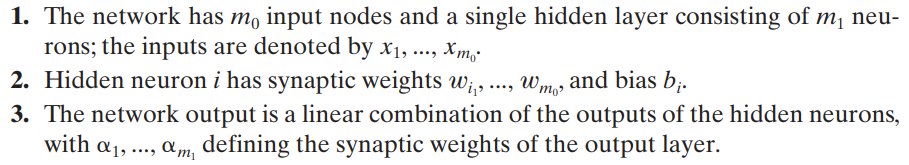 1. The network has m₀ input nodes and a single hidden layer consisting of m₁ neu-
rons; the inputs are denoted by x₁, ..., xₘ₀.
2. Hidden neuron i has synaptic weights wᵢ₁, ..., wₘ₀, and bias bᵢ.
3. The network output is a linear combination of the outputs of the hidden neurons,
with α₁, ..., αₘ₁ defining the synaptic weights of the output layer.